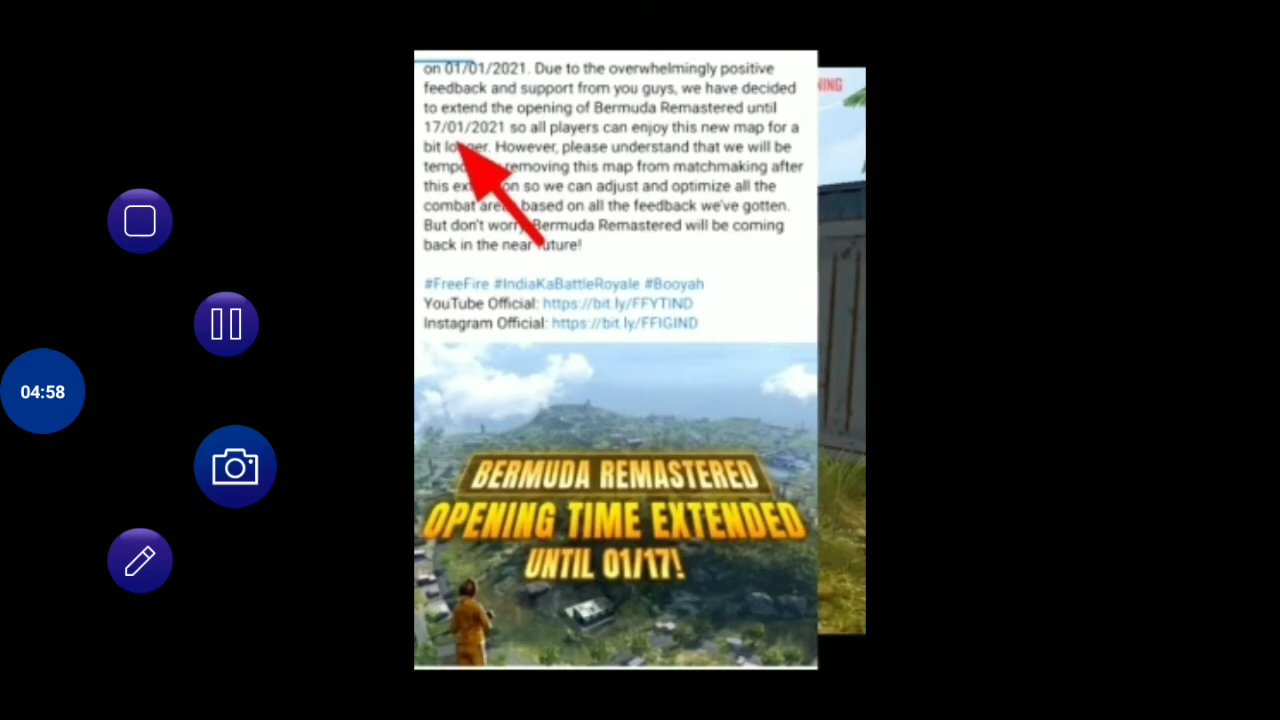 on 01/01/2021. Due to the overwhelmingly positive
feedback and support from you guys, we have decided
to extend the opening of Bermuda Remastered until
17/01/2021 so all players can enjoy this new map for a
bit longer. However, please understand that we will be
removing this map from matchmaking after
this so we can adjust and optimize all the
combat based on all the feedback we've gotten.
But don't worry, Bermuda Remastered will be coming
back in the near future!
#FreeFire #IndiaKaBattleRoyale #Booyah
YouTube Official: https://bit.ly/FFYTIND
Instagram Official: https://bit.ly/FFIGIND
BERMUDA REMASTERED
OPENING TIME EXTENDED
UNTIL 01/17!
04:58